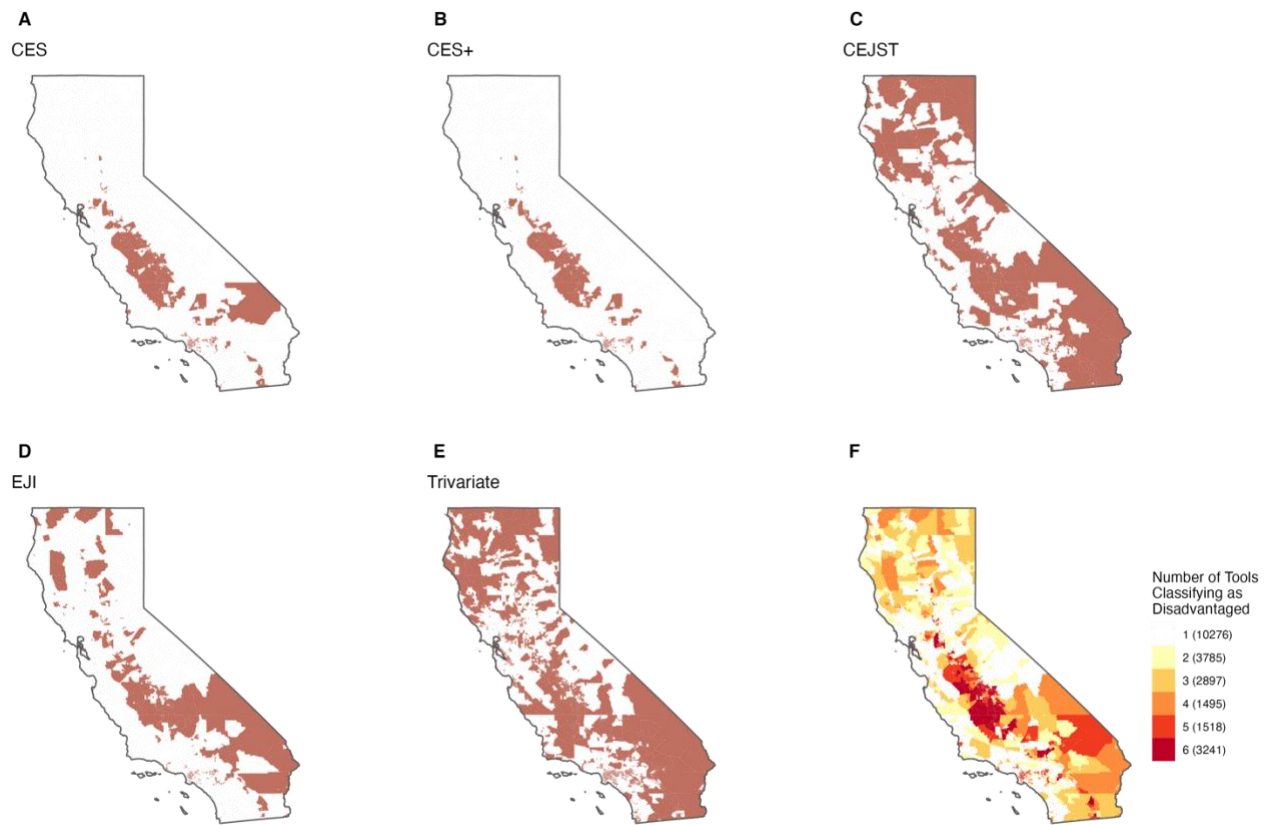 A
CES
B
CES+
C
CEJST
D
EJI
E
Trivariate
F
Number of Tools
Classifying as
Disadvantaged
1 (10276)
2 (3785)
3 (2897)
4 (1495)
5 (1518)
6 (3241)